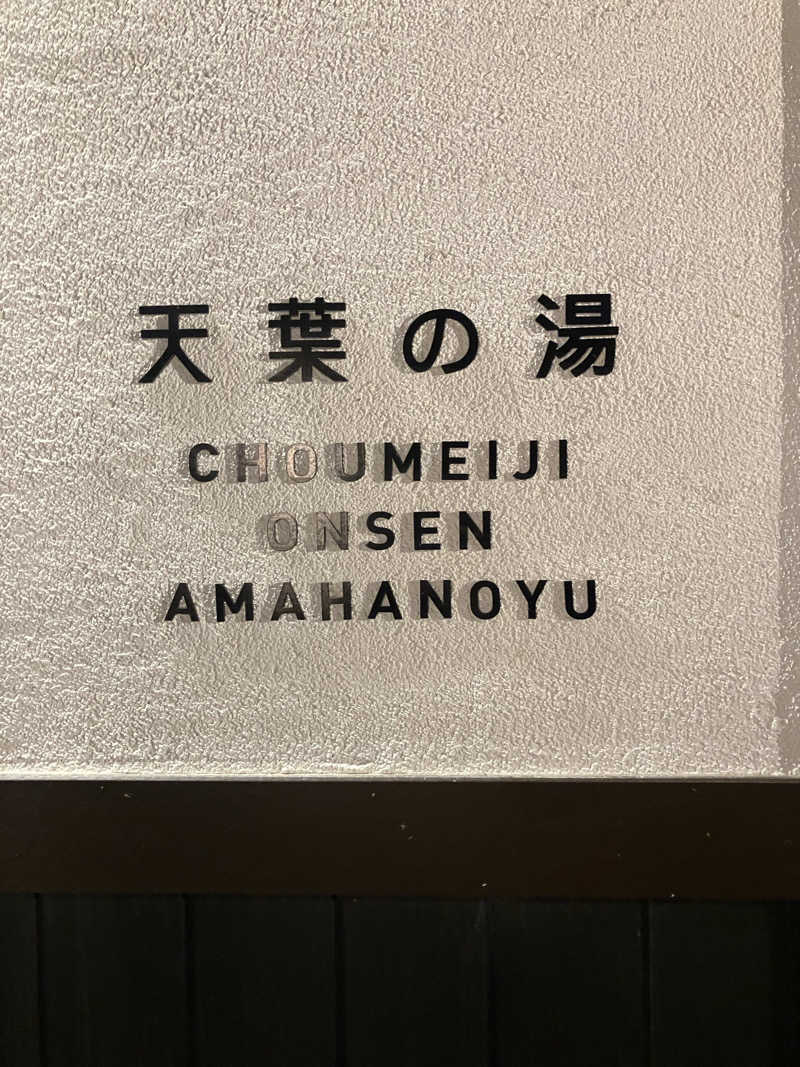 天葉の湯
CHOUMEIJI
ONSEN
AMAHANOYU